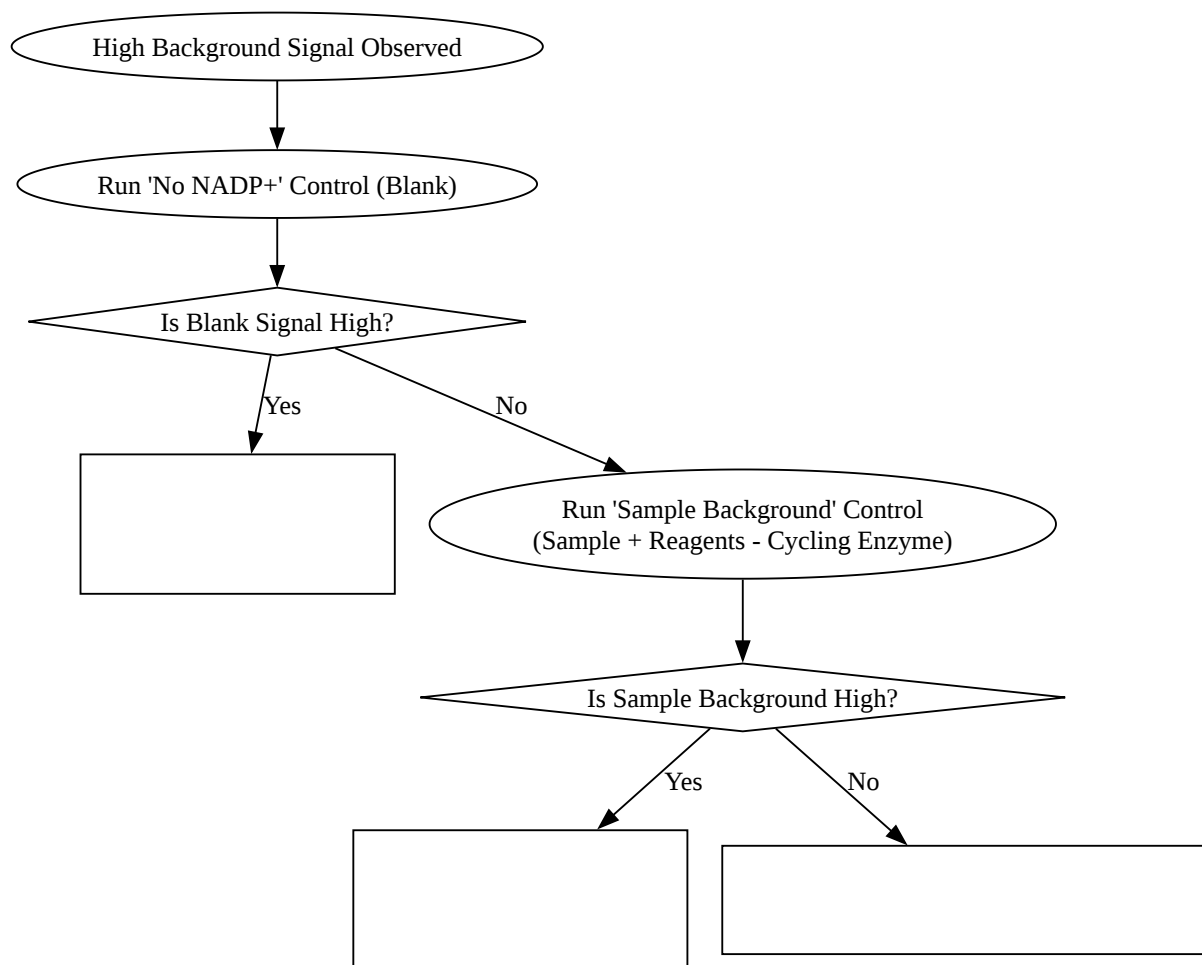 High Background Signal Observed
Run 'No NADP+' Control (Blank)
Is Blank Signal High?
Yes
No
Run 'Sample Background' Control
(Sample + Reagents - Cycling Enzyme)
Is Sample Background High?
Yes
No